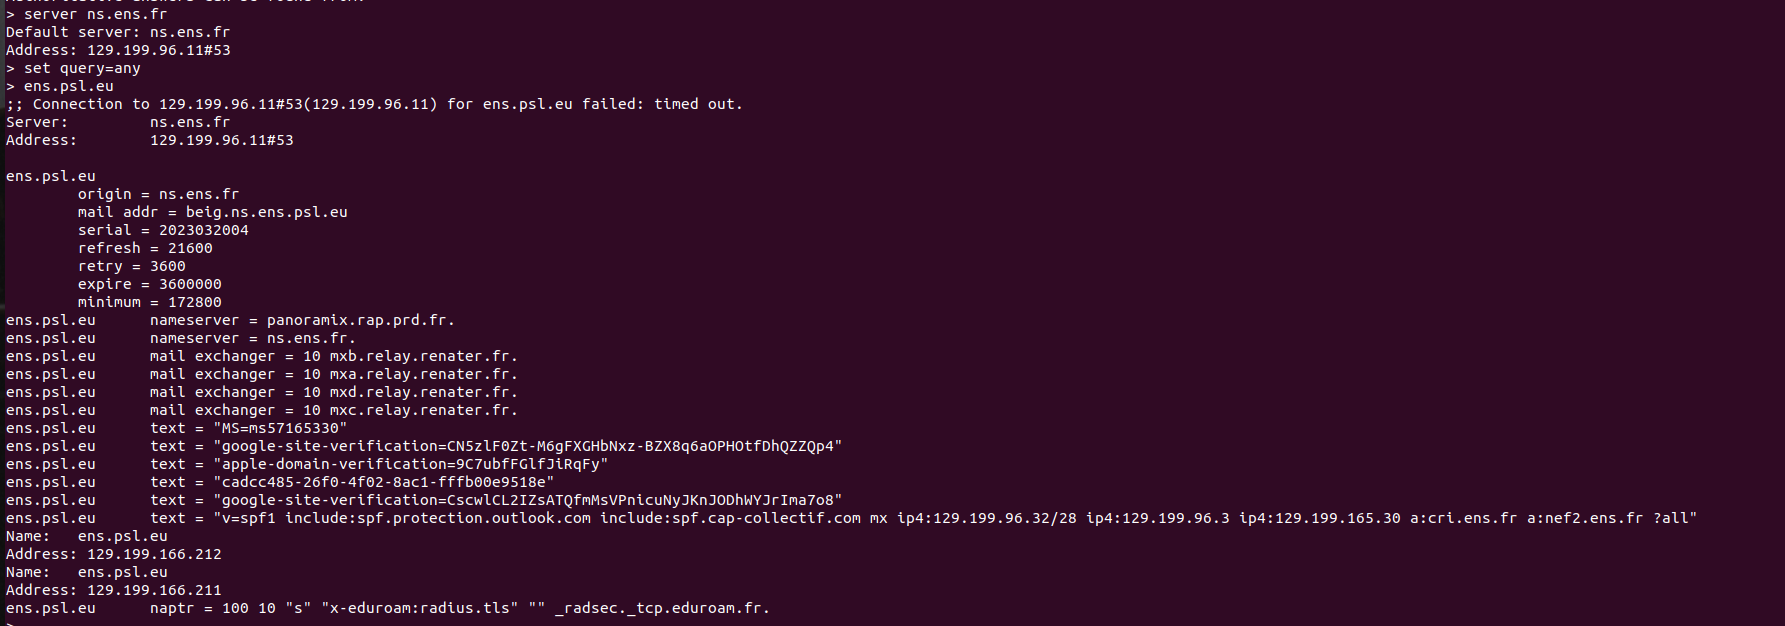 > server ns.ens.fr
Default server: ns.ens.fr
Address: 129.199.96.11#53
> set query=any
> ens.psl.eu
;; Connection to 129.199.96.11#53(129.199.96.11) for ens.psl.eu failed: timed out.
Server:         ns.ens.fr
Address:        129.199.96.11#53

ens.psl.eu
        origin = ns.ens.fr
        mail addr = beig.ns.ens.psl.eu
        serial = 2023032004
        refresh = 21600
        retry = 3600
        expire = 3600000
        minimum = 172800
ens.psl.eu      nameserver = panoramix.rap.prd.fr.
ens.psl.eu      nameserver = ns.ens.fr.
ens.psl.eu      mail exchanger = 10 mxb.relay.renater.fr.
ens.psl.eu      mail exchanger = 10 mxa.relay.renater.fr.
ens.psl.eu      mail exchanger = 10 mxd.relay.renater.fr.
ens.psl.eu      mail exchanger = 10 mxc.relay.renater.fr.
ens.psl.eu      text = "MS=ms57165330"
ens.psl.eu      text = "google-site-verification=CN5zlF0Zt-M6gFXGHbNxz-BZX8q6aOPHOtfDhQZZQp4"
ens.psl.eu      text = "apple-domain-verification=9C7ubfFGlfJiRqFy"
ens.psl.eu      text = "cadcc485-26f0-4f02-8ac1-fffb00e9518e"
ens.psl.eu      text = "google-site-verification=CscwlCL2IZsATQfmMsVPnicuNyJKnJODhWYJrIma7o8"
ens.psl.eu      text = "v=spf1 include:spf.protection.outlook.com include:spf.cap-collectif.com mx ip4:129.199.96.32/28 ip4:129.199.96.3 ip4:129.199.165.30 a:cri.ens.fr a:nef2.ens.fr ?all"
Name:   ens.psl.eu
Address: 129.199.166.212
Name:   ens.psl.eu
Address: 129.199.166.211
ens.psl.eu      naptr = 100 10 "s" "x-eduroam:radius.tls" "" _radsec._tcp.eduroam.fr.